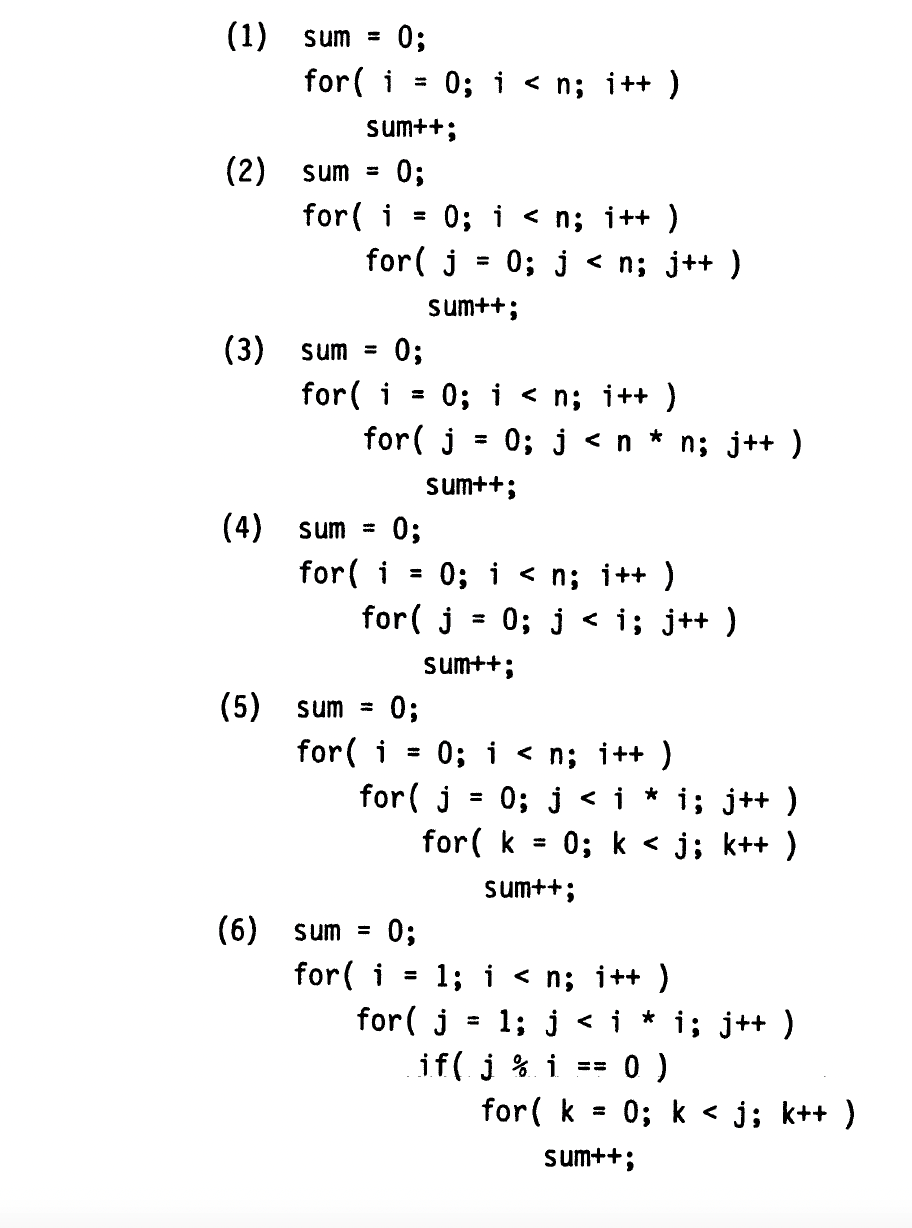 (1) sum = 0;
for( i = 0; i < n; i++ )
sum++;
(2) sum = 0;
for( i = 0; i < n; i++ )
for( j = 0; j < n; j++ )
sum++;
(3) sum = 0;
for( i = 0; i < n; i++ )
for( j = 0; j < n * n; j++ )
sum++;
(4) sum = 0;
for( i = 0; i < n; i++ )
for( j = 0; j < i; j++ )
sum++;
(5) sum = 0;
for( i = 0; i < n; i++ )
for( j = 0; j < i * i; j++ )
for( k = 0; k < j; k++ )
sum++;
(6) sum = 0;
for( i = 1; i < n; i++ )
for( j = 1; j < i * i; j++ )
if( j % i == 0 )
for( k = 0; k < j; k++ )
sum++;